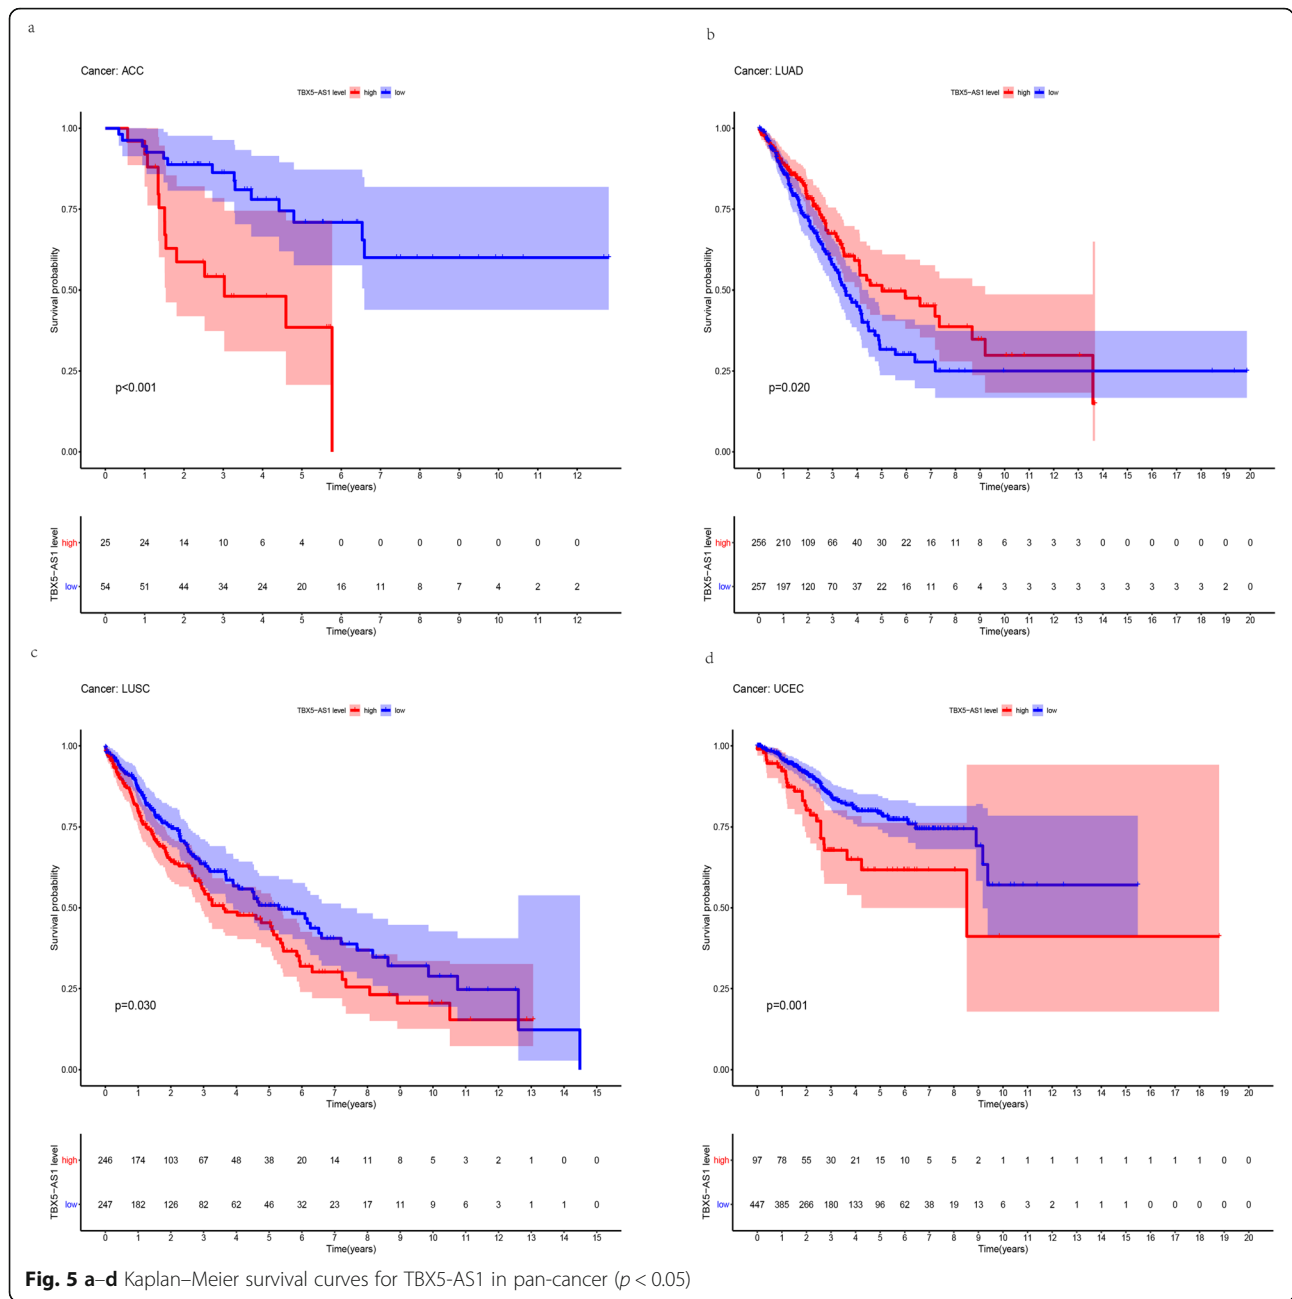 a
Cancer: ACC
TBX5-AS1 level high low
1.00
0.75
0.50
0.25
0.00
Survival probability
p<0.001
0 1 2 3 4 5 6 7 8 9 10 11 12
Time(years)
TBX5-AS1 level
high 25 24 14 10 6 4 0 0 0 0 0 0 0
low 54 51 44 34 24 20 16 11 8 7 4 2 2
0 1 2 3 4 5 6 7 8 9 10 11 12
Time(years)
b
Cancer: LUAD
TBX5-AS1 level high low
1.00
0.75
0.50
0.25
0.00
Survival probability
p=0.020
0 1 2 3 4 5 6 7 8 9 10 11 12 13 14 15 16 17 18 19 20
Time(years)
TBX5-AS1 level
high 256 210 109 66 40 30 22 16 11 8 6 3 3 3 0 0 0 0 0 0 0
low 257 197 120 70 37 22 16 11 6 4 3 3 3 3 3 3 3 3 3 2 0
0 1 2 3 4 5 6 7 8 9 10 11 12 13 14 15 16 17 18 19 20
Time(years)
c
Cancer: LUSC
TBX5-AS1 level high low
1.00
0.75
0.50
0.25
0.00
Survival probability
p=0.030
0 1 2 3 4 5 6 7 8 9 10 11 12 13 14 15
Time(years)
TBX5-AS1 level
high 246 174 103 67 48 38 20 14 11 8 5 3 2 1 0 0
low 247 182 126 82 62 46 32 23 17 11 9 6 3 1 1 0
0 1 2 3 4 5 6 7 8 9 10 11 12 13 14 15
Time(years)
d
Cancer: UCEC
TBX5-AS1 level high low
1.00
0.75
0.50
0.25
0.00
Survival probability
p=0.001
0 1 2 3 4 5 6 7 8 9 10 11 12 13 14 15 16 17 18 19 20
Time(years)
TBX5-AS1 level
high 97 78 55 30 21 15 10 5 5 2 1 1 1 1 1 1 1 1 1 0 0
low 447 385 266 180 133 96 62 38 19 13 6 3 2 1 1 1 0 0 0 0 0
0 1 2 3 4 5 6 7 8 9 10 11 12 13 14 15 16 17 18 19 20
Time(years)
Fig. 5 a–d Kaplan–Meier survival curves for TBX5-AS1 in pan-cancer (p < 0.05)